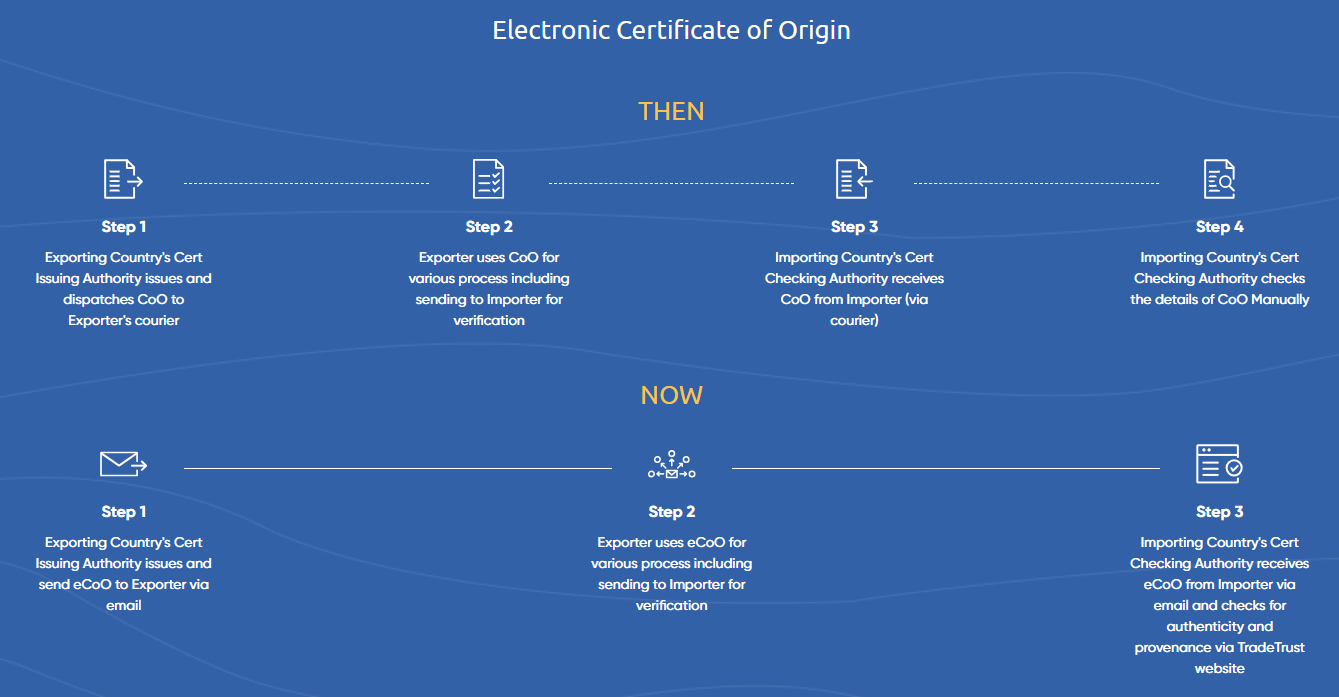 Electronic Certificate of Origin
THEN
Step 1
Exporting Country's Cert
Issuing Authority issues and
dispatches CoO to
Exporter's courier
Step 2
Exporter uses CoO for
various process including
sending to Importer for
verification
Step 3
Importing Country's Cert
Checking Authority receives
CoO from Importer (via
courier)
Step 4
Importing Country's Cert
Checking Authority checks
the details of CoO Manually
NOW
Step 1
Exporting Country's Cert
Issuing Authority issues and
send eCoO to Exporter via
email
Step 2
Exporter uses eCoO for
various process including
sending to Importer for
verification
Step 3
Importing Country's Cert
Checking Authority receives
eCoO from Importer via
email and checks for
authenticity and
provenance via TradeTrust
website